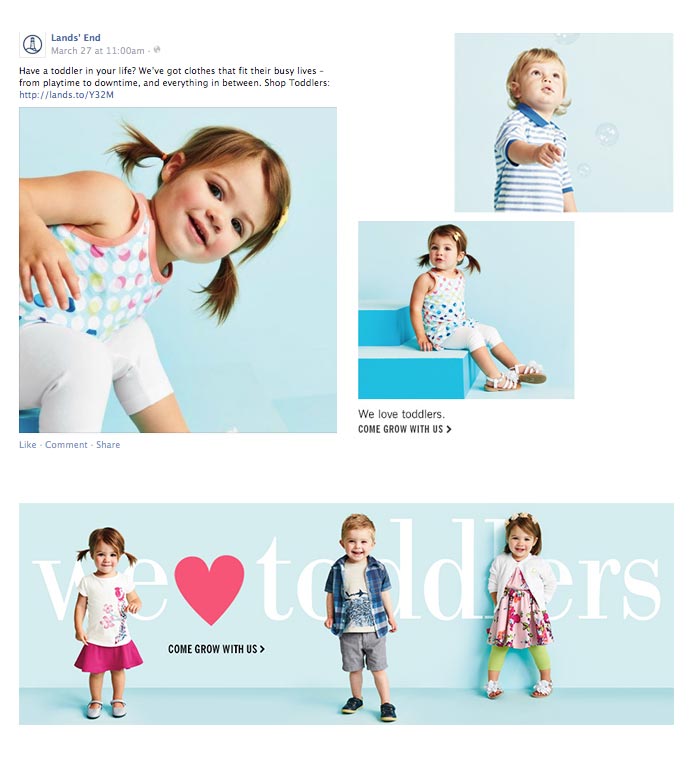 Lands' End
March 27 at 11:00am ·
Have a toddler in your life? We've got clothes that fit their busy lives –
from playtime to downtime, and everything in between. Shop Toddlers:
http://lands.to/Y32M
Like · Comment · Share
We love toddlers.
COME GROW WITH US >
we ♥ toddlers
COME GROW WITH US >